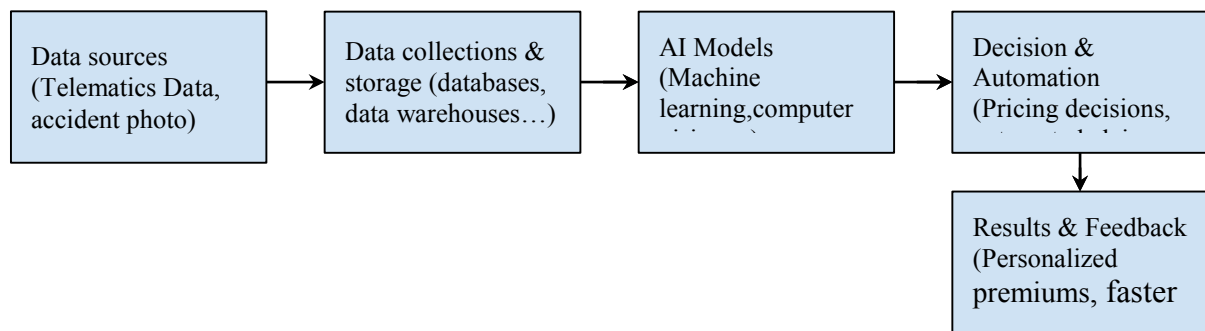 Data sources
(Telematics Data,
accident photo)
Data collections &
storage (databases,
data warehouses…)
AI Models
(Machine
learning,computer
Decision &
Automation
(Pricing decisions,
Results & Feedback
(Personalized
premiums, faster